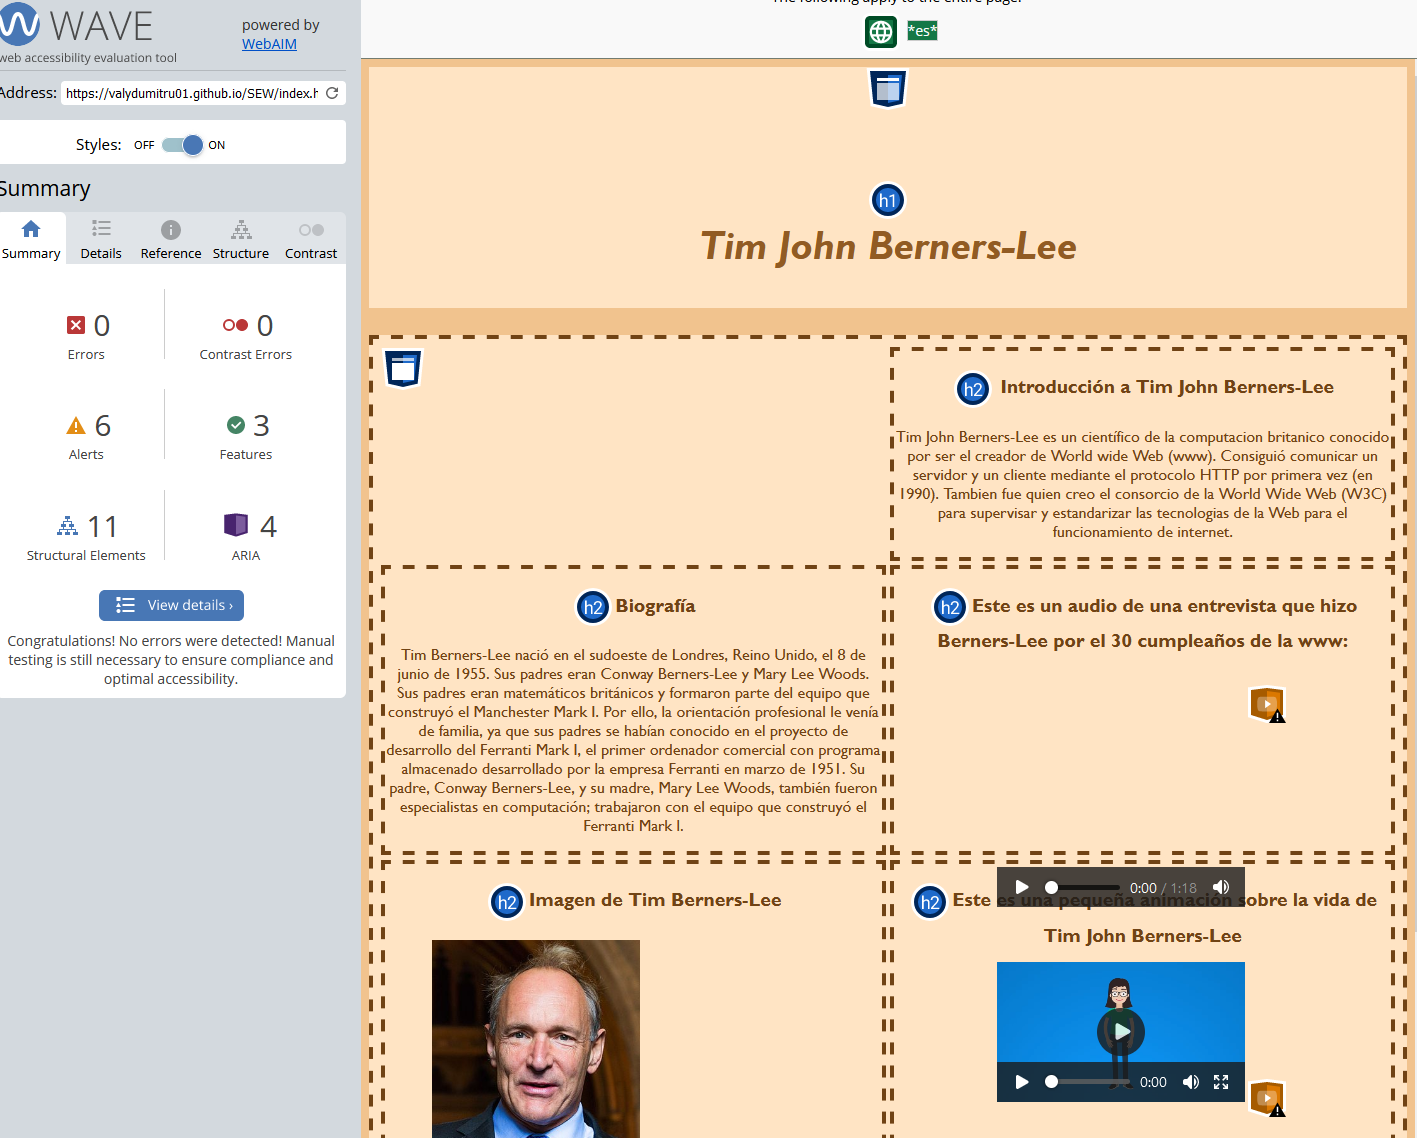 WAVE
web accessibility evaluation tool
powered by
WebAIM
Address: https://valydumitru01.github.io/SEW/index.h
Styles: OFF ON
Summary
Summary Details Reference Structure Contrast
0
Errors
0
Contrast Errors
6
Alerts
3
Features
11
Structural Elements
4
ARIA
View details ›
Congratulations! No errors were detected! Manual
testing is still necessary to ensure compliance and
optimal accessibility.
The following apply to the entire page:
*es*
h1
Tim John Berners-Lee
h2 Introducción a Tim John Berners-Lee
Tim John Berners-Lee es un científico de la computacion britanico conocido
por ser el creador de World wide Web (www). Consiguió comunicar un
servidor y un cliente mediante el protocolo HTTP por primera vez (en
1990). Tambien fue quien creo el consorcio de la World Wide Web (W3C)
para supervisar y estandarizar las tecnologias de la Web para el
funcionamiento de internet.
h2 Biografía
Tim Berners-Lee nació en el sudoeste de Londres, Reino Unido, el 8 de
junio de 1955. Sus padres eran Conway Berners-Lee y Mary Lee Woods.
Sus padres eran matemáticos británicos y formaron parte del equipo que
construyó el Manchester Mark I. Por ello, la orientación profesional le venía
de familia, ya que sus padres se habían conocido en el proyecto de
desarrollo del Ferranti Mark I, el primer ordenador comercial con programa
almacenado desarrollado por la empresa Ferranti en marzo de 1951. Su
padre, Conway Berners-Lee, y su madre, Mary Lee Woods, también fueron
especialistas en computación; trabajaron con el equipo que construyó el
Ferranti Mark I.
h2 Este es un audio de una entrevista que hizo
Berners-Lee por el 30 cumpleaños de la www:
h2 Imagen de Tim Berners-Lee
0:00 / 1:18
h2 Este es una pequeña animación sobre la vida de
Tim John Berners-Lee
0:00